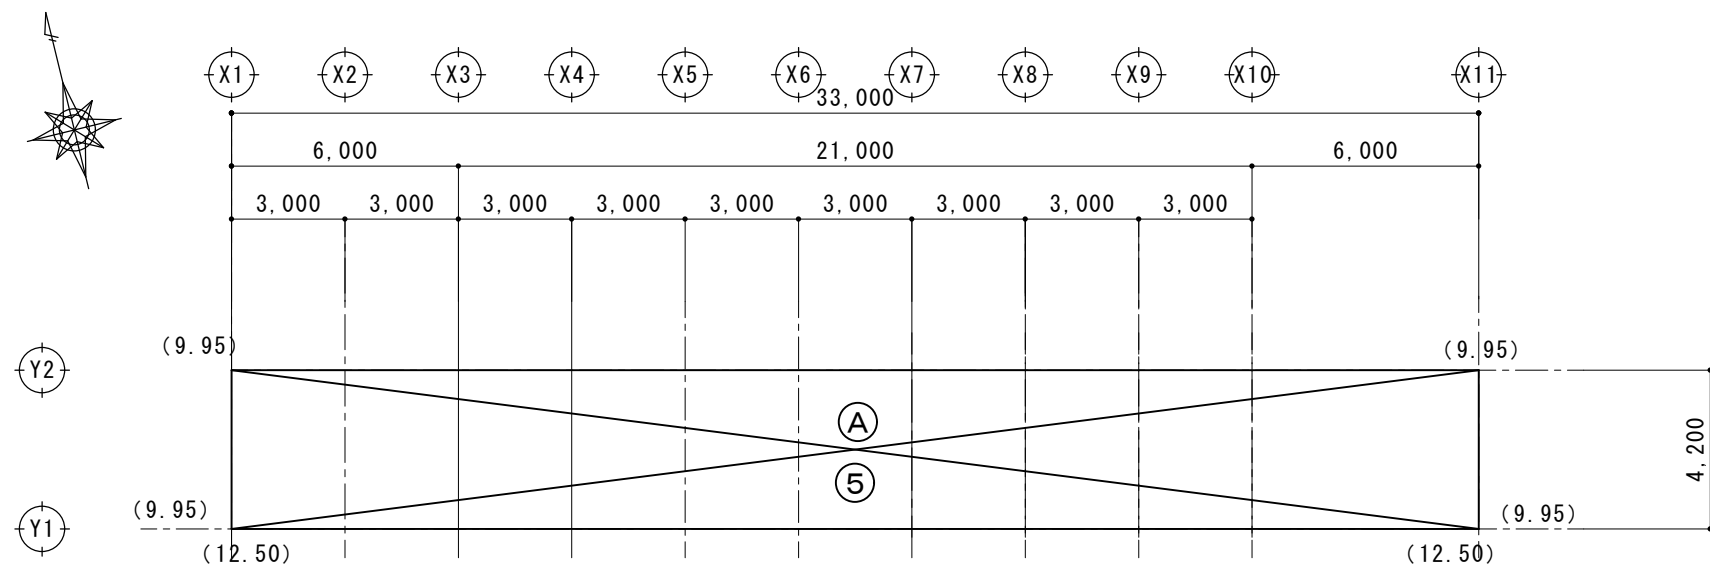 X1 X2 X3 X4 X5 X6 X7 X8 X9 X10 X11
33,000
6,000 21,000 6,000
3,000 3,000 3,000 3,000 3,000 3,000 3,000 3,000 3,000
(9.95) (9.95)
Y2
A
4,200
5
(9.95) (9.95)
Y1
(12.50) (12.50)